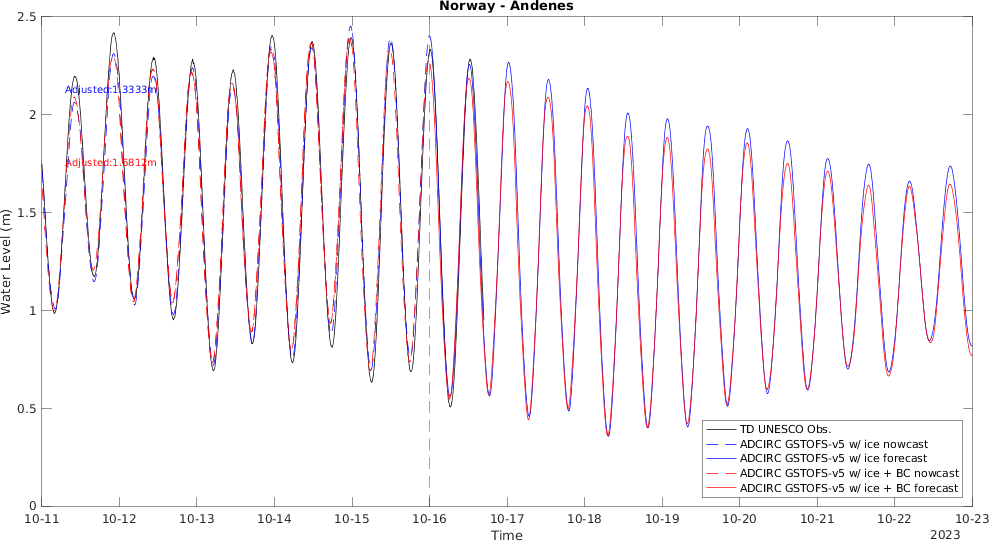 Norway - Andenes
2.5
2
1.5
1
0.5
0
Water Level (m)
Adjusted:1.3333m
Adjusted:1.6812m
TD UNESCO Obs.
ADCIRC GSTOFS-v5 w/ ice nowcast
ADCIRC GSTOFS-v5 w/ ice forecast
ADCIRC GSTOFS-v5 w/ ice + BC nowcast
ADCIRC GSTOFS-v5 w/ ice + BC forecast
10-11 10-12 10-13 10-14 10-15 10-16 10-17 10-18 10-19 10-20 10-21 10-22 10-23
Time
2023